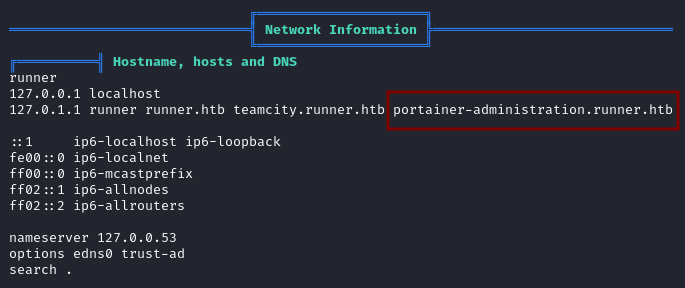 Network Information
Hostname, hosts and DNS
runner
127.0.0.1 localhost
127.0.1.1 runner runner.htb teamcity.runner.htb portainer-administration.runner.htb
::1     ip6-localhost ip6-loopback
fe00::0 ip6-localnet
ff00::0 ip6-mcastprefix
ff02::1 ip6-allnodes
ff02::2 ip6-allrouters
nameserver 127.0.0.53
options edns0 trust-ad
search .